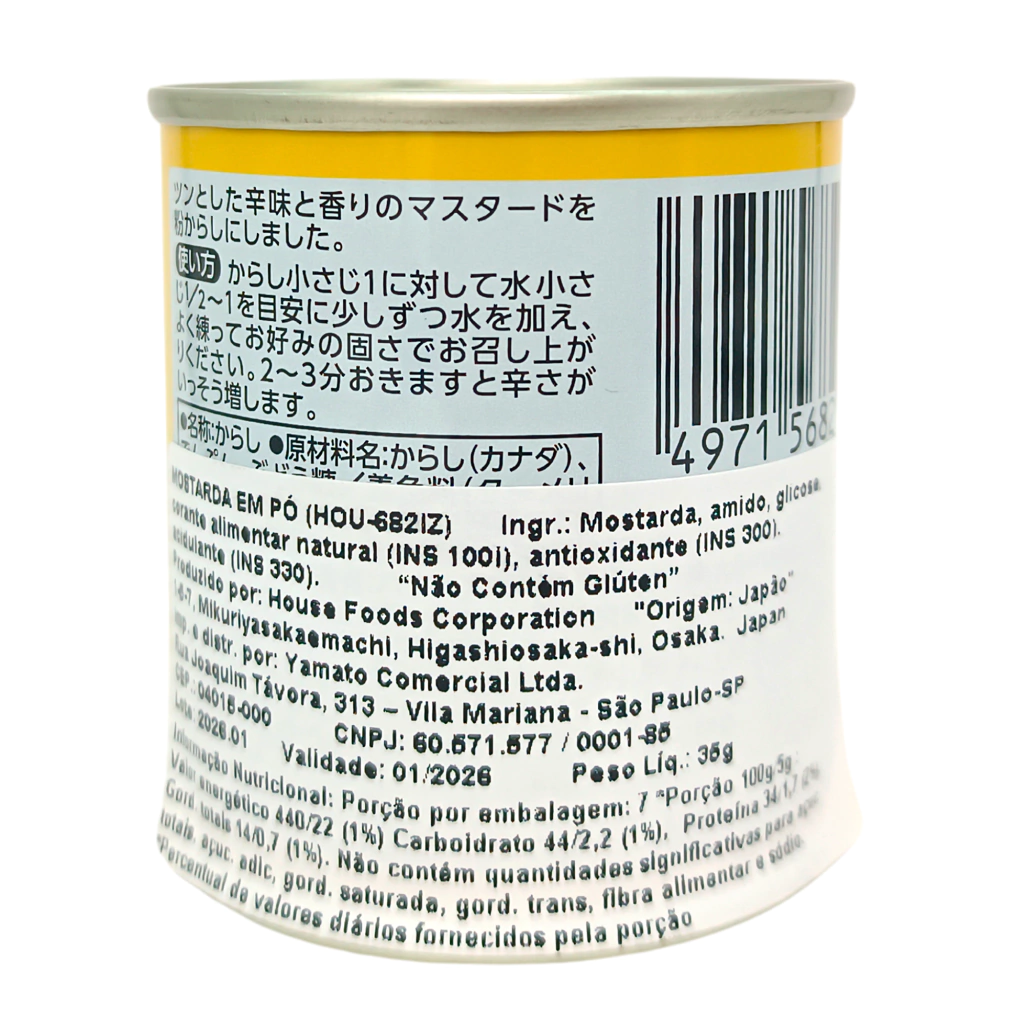 ツンとした辛味と香りのマスタードを
粉からしにしました。
使い方 からし小さじ1に対して水小さ
じ1/2～1を目安に少しずつ水を加え、
よく練ってお好みの固さでお召し上が
りください。2～3分おきますと辛さが
いっそう増します。
●名称:からし ●原材料名:からし(カナダ)、
4971 5682
MOSTARDA EM PÓ (HOU-682IZ) Ingr.: Mostarda, amido, glicose,
corante alimentar natural (INS 100i), antioxidante (INS 300).
acidulante (INS 330). "Não Contém Glúten"
Produzido por: House Foods Corporation "Origem: Japão"
1-6-7, Mikuriyasakaemachi, Higashiosaka-shi, Osaka. Japan
imp. e distr. por: Yamato Comercial Ltda.
Rua Joaquim Távora, 313 – Vila Mariana - São Paulo-SP
CEP.: 04015-000 CNPJ: 60.571.577 / 0001-85
Lote: 2026.01 Validade: 01/2026 Peso Líq.: 35g
Informação Nutricional: Porção por embalagem: 7 *Porção 100g/5g:
Valor energético 440/22 (1%) Carboidrato 44/2,2 (1%), Proteína 34/1,7
Gord. totais 14/0,7 (1%). Não contém quantidades significativas para açuc.
totais, açuc. adic, gord. saturada, gord. trans, fibra alimentar e sódio.
*Percentual de valores diários fornecidos pela porção